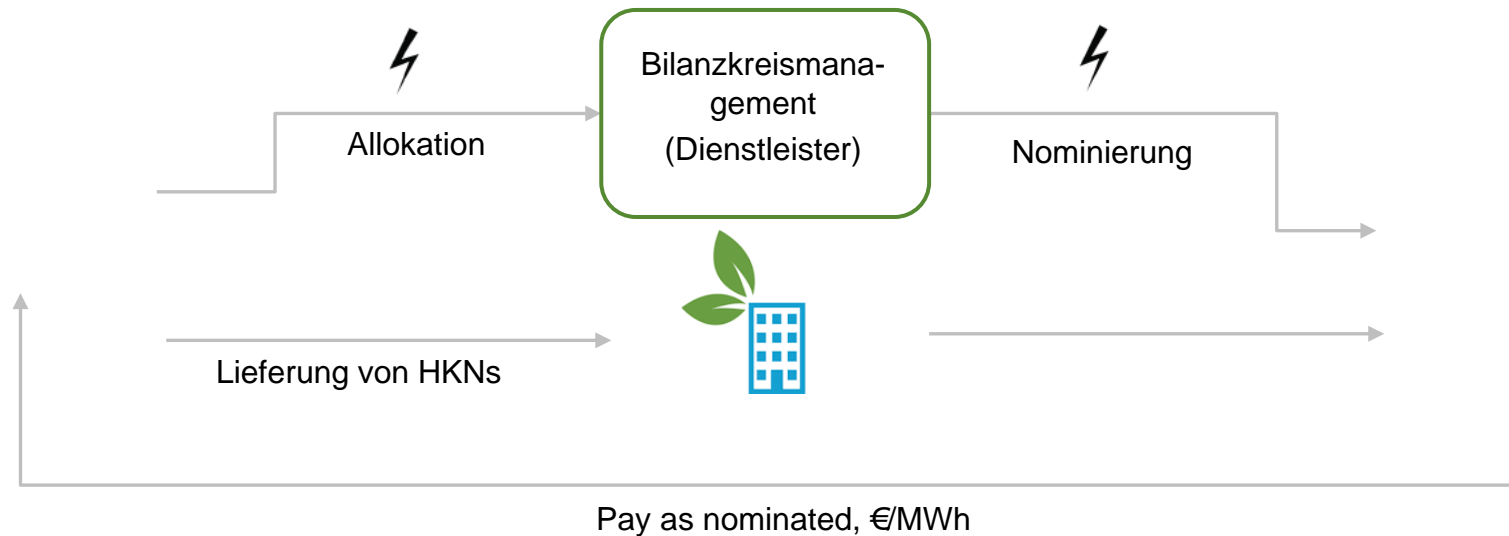 Bilanzkreismana-
gement
(Dienstleister)
Allokation
Nominierung
Lieferung von HKNs
Pay as nominated, €/MWh